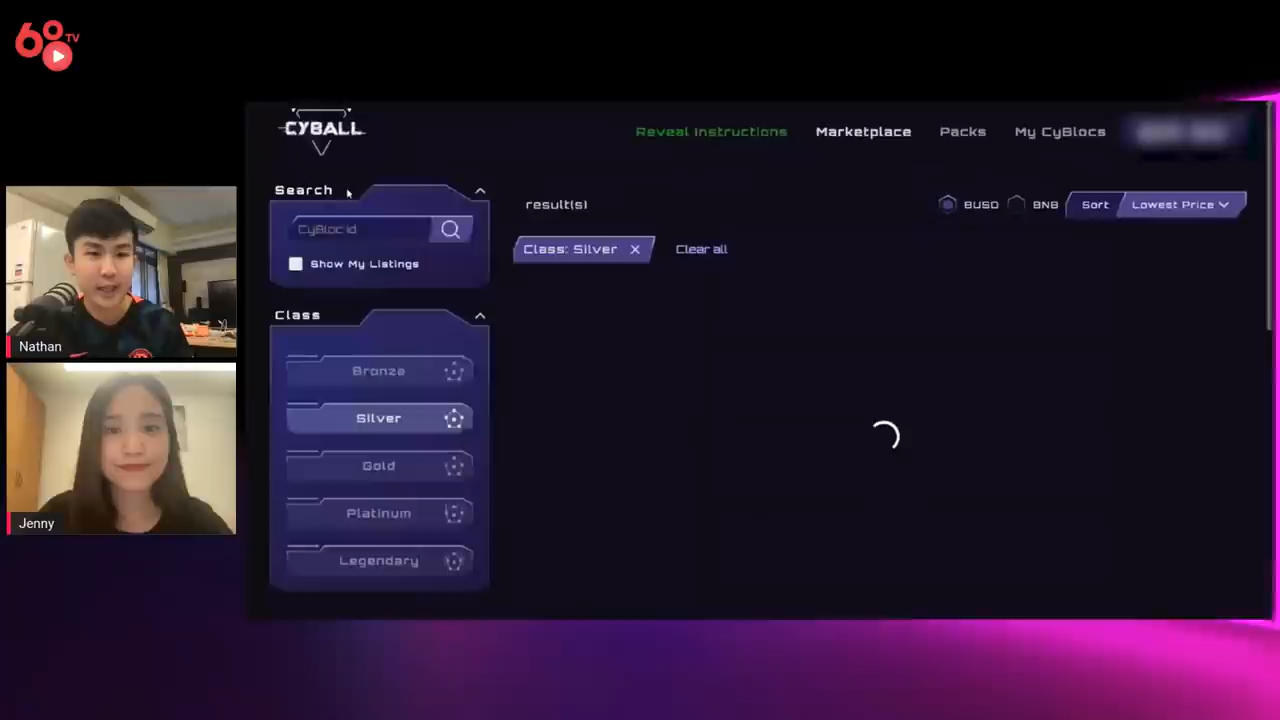 68 TV
CYBALL
Reveal Instructions
Marketplace
Packs
My CyBlocs
Search
CyBloc id
Show My Listings
result(s)
BUSD
BNB
Sort
Lowest Price
Class: Silver X
Clear all
Class
Bronze
Silver
Gold
Platinum
Legendary
Nathan
Jenny